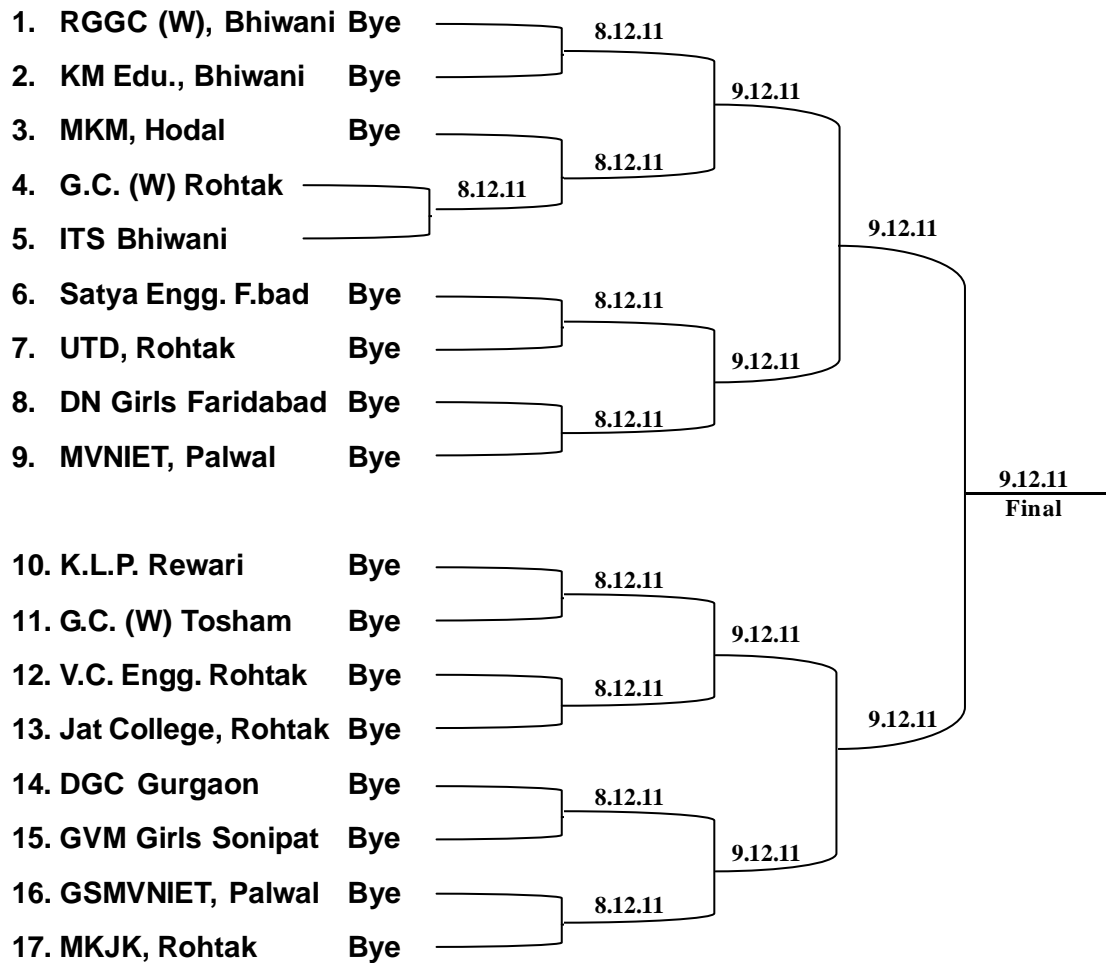 1. RGGC (W), Bhiwani Bye
8.12.11
2. KM Edu., Bhiwani Bye
9.12.11
3. MKM, Hodal Bye
8.12.11
4. G.C. (W) Rohtak
8.12.11
5. ITS Bhiwani
9.12.11
6. Satya Engg. F.bad Bye
8.12.11
7. UTD, Rohtak Bye
9.12.11
8. DN Girls Faridabad Bye
8.12.11
9. MVNIET, Palwal Bye
9.12.11
Final
10. K.L.P. Rewari Bye
8.12.11
11. G.C. (W) Tosham Bye
9.12.11
12. V.C. Engg. Rohtak Bye
8.12.11
13. Jat College, Rohtak Bye
9.12.11
14. DGC Gurgaon Bye
8.12.11
15. GVM Girls Sonipat Bye
9.12.11
16. GSMVNIET, Palwal Bye
8.12.11
17. MKJK, Rohtak Bye